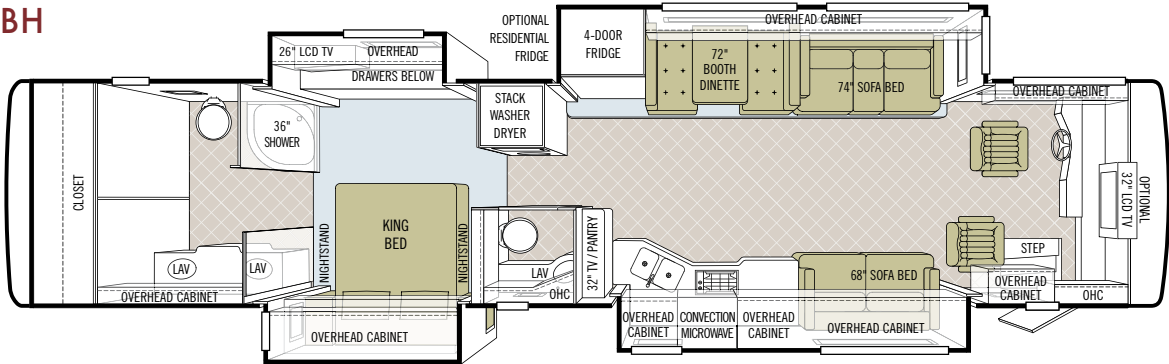 BH
OPTIONAL
RESIDENTIAL
FRIDGE
4-DOOR
FRIDGE
OVERHEAD CABINET
72"
BOOTH
DINETTE
74" SOFA BED
26" LCD TV
OVERHEAD
DRAWERS BELOW
STACK
WASHER
DRYER
OVERHEAD CABINET
36"
SHOWER
CLOSET
KING
BED
NIGHTSTAND
NIGHTSTAND
OPTIONAL
32" LCD TV
LAV
LAV
OVERHEAD CABINET
LAV
OHC
32" TV / PANTRY
68" SOFA BED
STEP
OVERHEAD
CABINET
OHC
OVERHEAD CABINET
OVERHEAD
CABINET
CONVECTION
MICROWAVE
OVERHEAD
CABINET
OVERHEAD CABINET